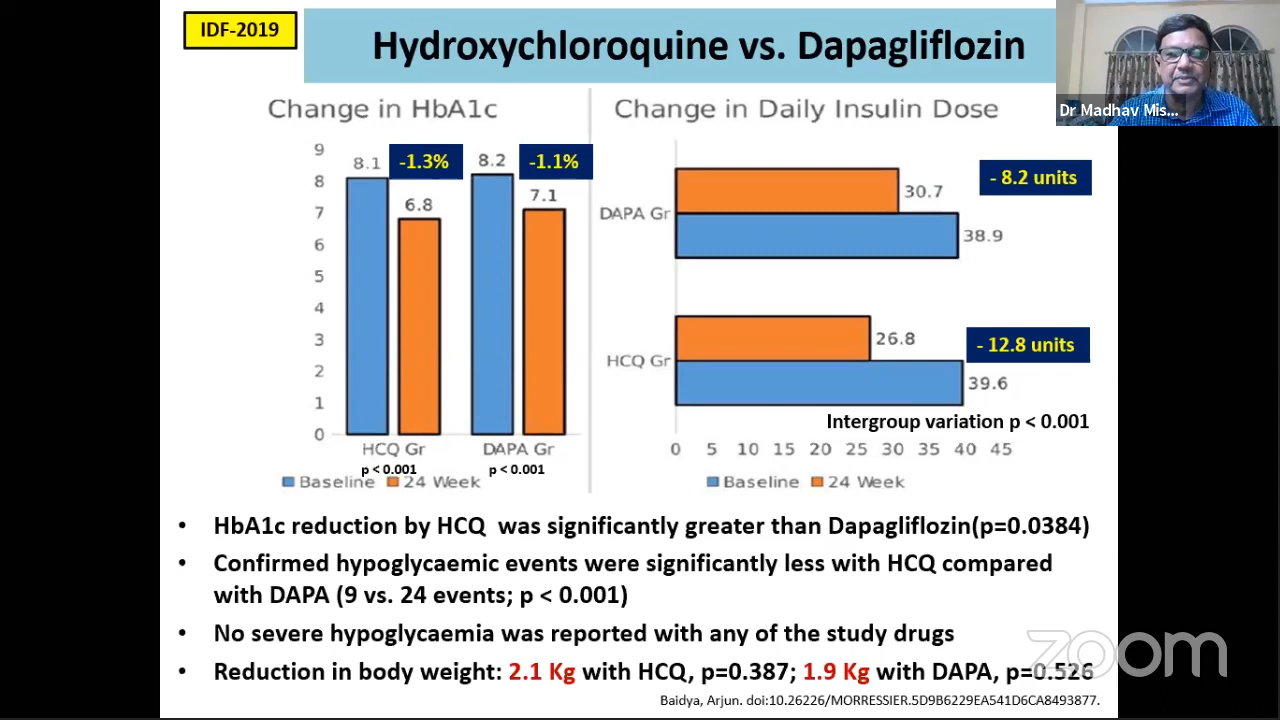 IDF-2019
Hydroxychloroquine vs. Dapagliflozin
Dr Madhav Mis...
Change in HbA1c
9
8
7
6
5
4
3
2
1
0
8.1
-1.3%
6.8
8.2
-1.1%
7.1
HCQ Gr
DAPA Gr
p < 0.001
p < 0.001
Baseline
24 Week
Change in Daily Insulin Dose
DAPA Gr
30.7
38.9
- 8.2 units
HCQ Gr
26.8
39.6
- 12.8 units
Intergroup variation p < 0.001
0 5 10 15 20 25 30 35 40 45
Baseline
24 Week
• HbA1c reduction by HCQ was significantly greater than Dapagliflozin(p=0.0384)
• Confirmed hypoglycaemic events were significantly less with HCQ compared
with DAPA (9 vs. 24 events; p < 0.001)
• No severe hypoglycaemia was reported with any of the study drugs
• Reduction in body weight: 2.1 Kg with HCQ, p=0.387; 1.9 Kg with DAPA, p=0.526
zoom
Baidya, Arjun. doi:10.26226/MORRESSIER.5D9B6229EA541D6CA8493877.